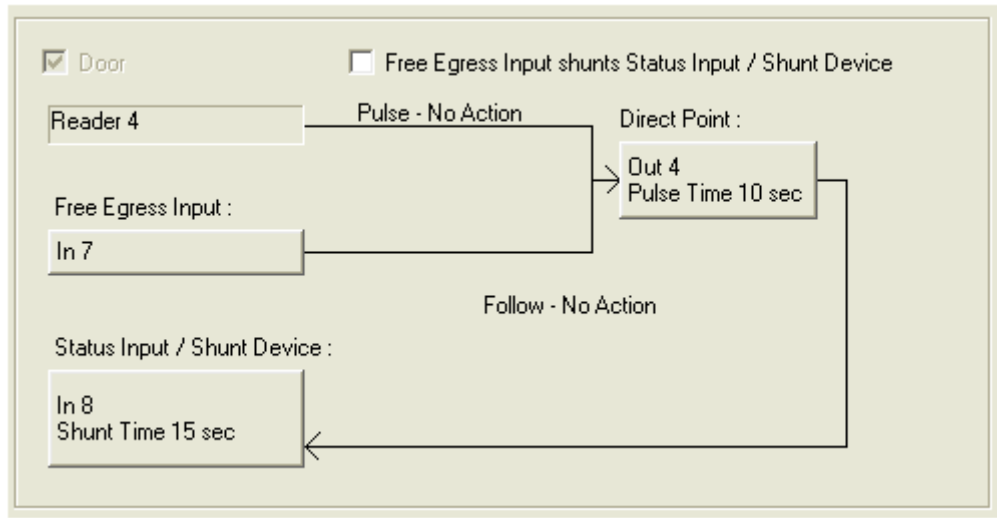 Door
Free Egress Input shunts Status Input / Shunt Device
Reader 4
Pulse - No Action
Direct Point :
Out 4
Pulse Time 10 sec
Free Egress Input :
In 7
Follow - No Action
Status Input / Shunt Device :
In 8
Shunt Time 15 sec